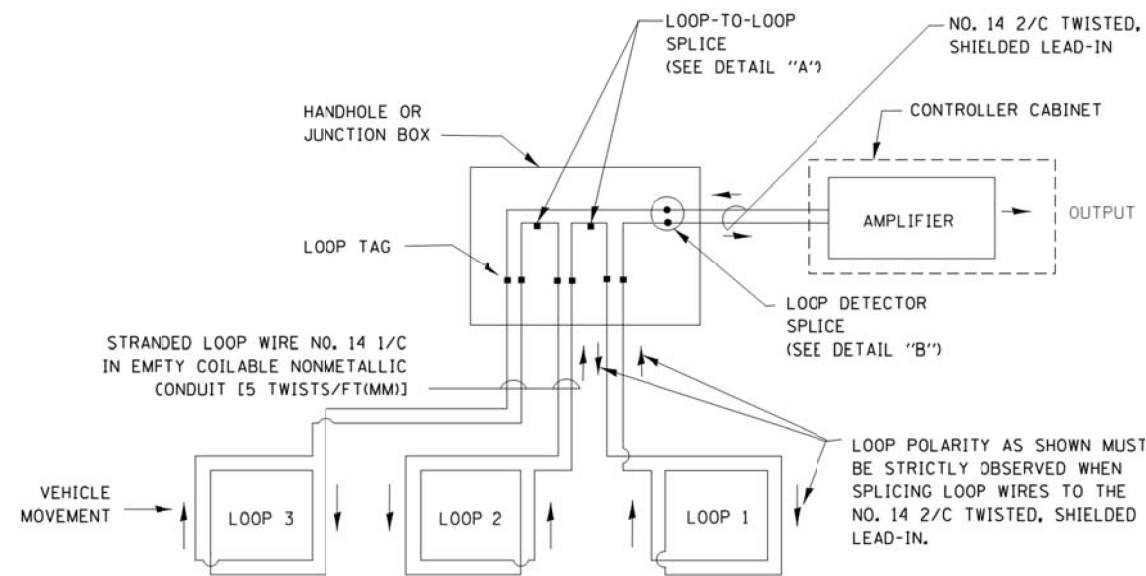 LOOP-TO-LOOP
SPLICE
(SEE DETAIL "A")
NO. 14 2/C TWISTED,
SHIELDED LEAD-IN
HANDHOLE OR
JUNCTION BOX
CONTROLLER CABINET
AMPLIFIER
OUTPUT
LOOP TAG
LOOP DETECTOR
SPLICE
(SEE DETAIL "B")
STRANDED LOOP WIRE NO. 14 1/C
IN EMFTY COILABLE NONMETALLIC
CONDUIT [5 TWISTS/FT(MM)]
LOOP POLARITY AS SHOWN MUST
BE STRICTLY OBSERVED WHEN
SPLICING LOOP WIRES TO THE
NO. 14 2/C TWISTED, SHIELDED
LEAD-IN.
VEHICLE
MOVEMENT
LOOP 3
LOOP 2
LOOP 1